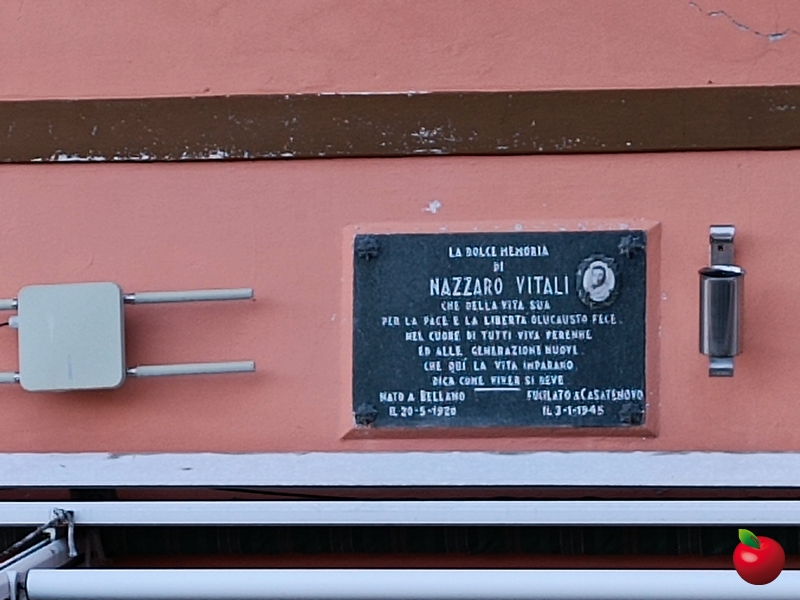 LA DOLCE MEMORIA
DI
NAZZARO VITALI
CHE DELLA VITA SUA
PER LA PACE E LA LIBERTA OLUCAUSTO FECE.
NEL CUORE DI TUTTI VIVA PERENNE
ED ALLE. GENERAZIONE NUOVE
CHE QUI LA VITA IMPARANO
DICA COME VIVER SI DEVE
NATO A BELLANO FUCILATO A CASATENOVO
IL 20-5-1920 IL 3-1-1945